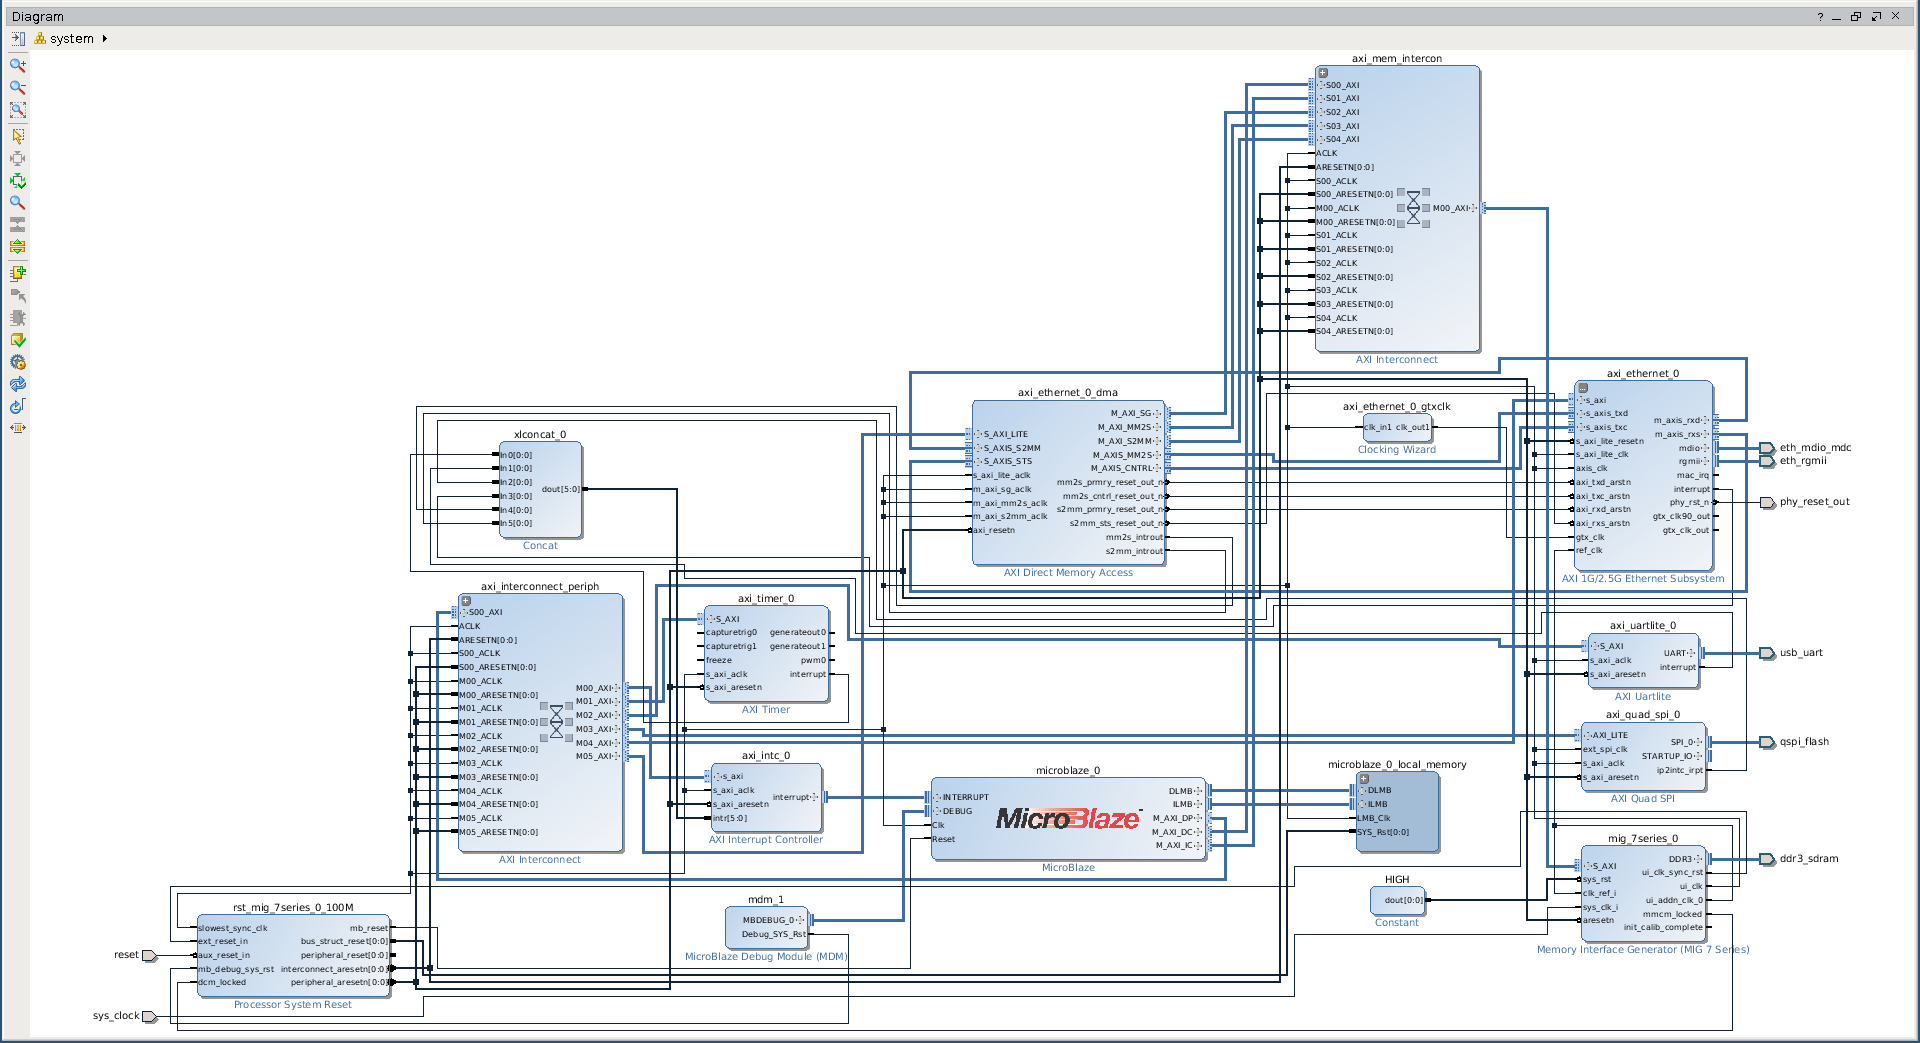 Diagram
system
axi_mem_intercon
S00_AXI
S01_AXI
S02_AXI
S03_AXI
S04_AXI
ACLK
ARESETN[0:0]
S00_ACLK
S00_ARESETN[0:0]
M00_ACLK
M00_ARESETN[0:0]
S01_ACLK
S01_ARESETN[0:0]
S02_ACLK
S02_ARESETN[0:0]
S03_ACLK
S03_ARESETN[0:0]
S04_ACLK
S04_ARESETN[0:0]
M00_AXI
AXI Interconnect
axi_ethernet_0_dma
S_AXI_LITE
S_AXIS_S2MM
S_AXIS_STS
s_axi_lite_aclk
m_axi_sg_aclk
m_axi_mm2s_aclk
m_axi_s2mm_aclk
axi_resetn
M_AXI_SG
M_AXI_MM2S
M_AXI_S2MM
M_AXIS_MM2S
M_AXIS_CNTRL
mm2s_prmry_reset_out_n
mm2s_cntrl_reset_out_n
s2mm_prmry_reset_out_n
s2mm_sts_reset_out_n
mm2s_introut
s2mm_introut
AXI Direct Memory Access
axi_ethernet_0_gtxclk
clk_in1 clk_out1
Clocking Wizard
axi_ethernet_0
s_axi
s_axis_txd
s_axis_txc
s_axi_lite_resetn
s_axi_lite_clk
axis_clk
axi_txd_arstn
axi_txc_arstn
axi_rxd_arstn
axi_rxs_arstn
gtx_clk
ref_clk
m_axis_rxd
m_axis_rxs
mdio
rgmii
mac_irq
interrupt
phy_rst_n
gtx_clk90_out
gtx_clk_out
AXI 1G/2.5G Ethernet Subsystem
eth_mdio_mdc
eth_rgmii
phy_reset_out
xlconcat_0
In0[0:0]
In1[0:0]
In2[0:0]
In3[0:0]
In4[0:0]
In5[0:0]
dout[5:0]
Concat
axi_interconnect_periph
S00_AXI
ACLK
ARESETN[0:0]
S00_ACLK
S00_ARESETN[0:0]
M00_ACLK
M00_ARESETN[0:0]
M01_ACLK
M01_ARESETN[0:0]
M02_ACLK
M02_ARESETN[0:0]
M03_ACLK
M03_ARESETN[0:0]
M04_ACLK
M04_ARESETN[0:0]
M05_ACLK
M05_ARESETN[0:0]
M00_AXI
M01_AXI
M02_AXI
M03_AXI
M04_AXI
M05_AXI
AXI Interconnect
axi_timer_0
S_AXI
capturetrig0
capturetrig1
freeze
s_axi_aclk
s_axi_aresetn
generateout0
generateout1
pwm0
interrupt
AXI Timer
axi_intc_0
s_axi
s_axi_aclk
s_axi_aresetn
intr[5:0]
interrupt
AXI Interrupt Controller
microblaze_0
INTERRUPT
DEBUG
Clk
Reset
MicroBlaze
DLMB
ILMB
M_AXI_DP
M_AXI_DC
M_AXI_IC
MicroBlaze
microblaze_0_local_memory
DLMB
ILMB
LMB_Clk
SYS_Rst[0:0]
axi_uartlite_0
S_AXI
s_axi_aclk
s_axi_aresetn
UART
interrupt
AXI Uartlite
usb_uart
axi_quad_spi_0
AXI_LITE
ext_spi_clk
s_axi_aclk
s_axi_aresetn
SPI_0
STARTUP_IO
ip2intc_irpt
AXI Quad SPI
qspi_flash
mig_7series_0
S_AXI
sys_rst
clk_ref_i
sys_clk_i
aresetn
DDR3
ui_clk_sync_rst
ui_clk
ui_addn_clk_0
mmcm_locked
init_calib_complete
Memory Interface Generator (MIG 7 Series)
ddr3_sdram
HIGH
dout[0:0]
Constant
mdm_1
MBDEBUG_0
Debug_SYS_Rst
MicroBlaze Debug Module (MDM)
rst_mig_7series_0_100M
slowest_sync_clk
ext_reset_in
aux_reset_in
mb_debug_sys_rst
dcm_locked
mb_reset
bus_struct_reset[0:0]
peripheral_reset[0:0]
interconnect_aresetn[0:0]
peripheral_aresetn[0:0]
Processor System Reset
reset
sys_clock